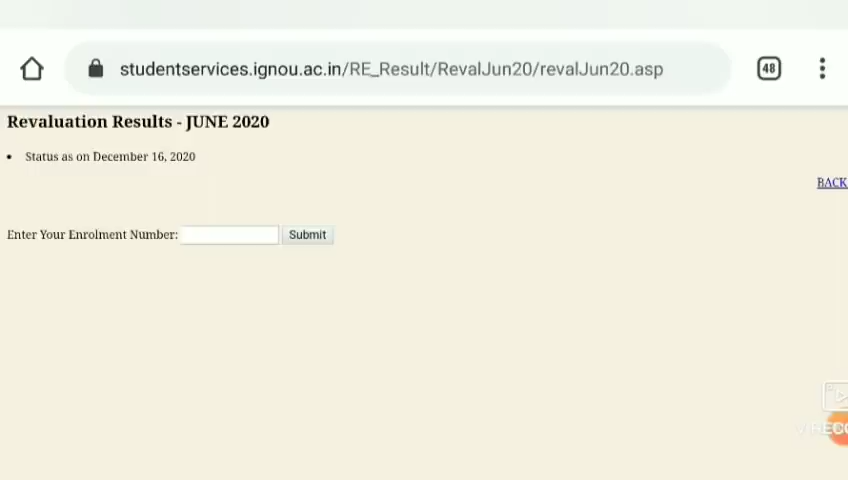 studentservices.ignou.ac.in/RE_Result/RevalJun20/revalJun20.asp
48
Revaluation Results - JUNE 2020
• Status as on December 16, 2020
BACK
Enter Your Enrolment Number: Submit